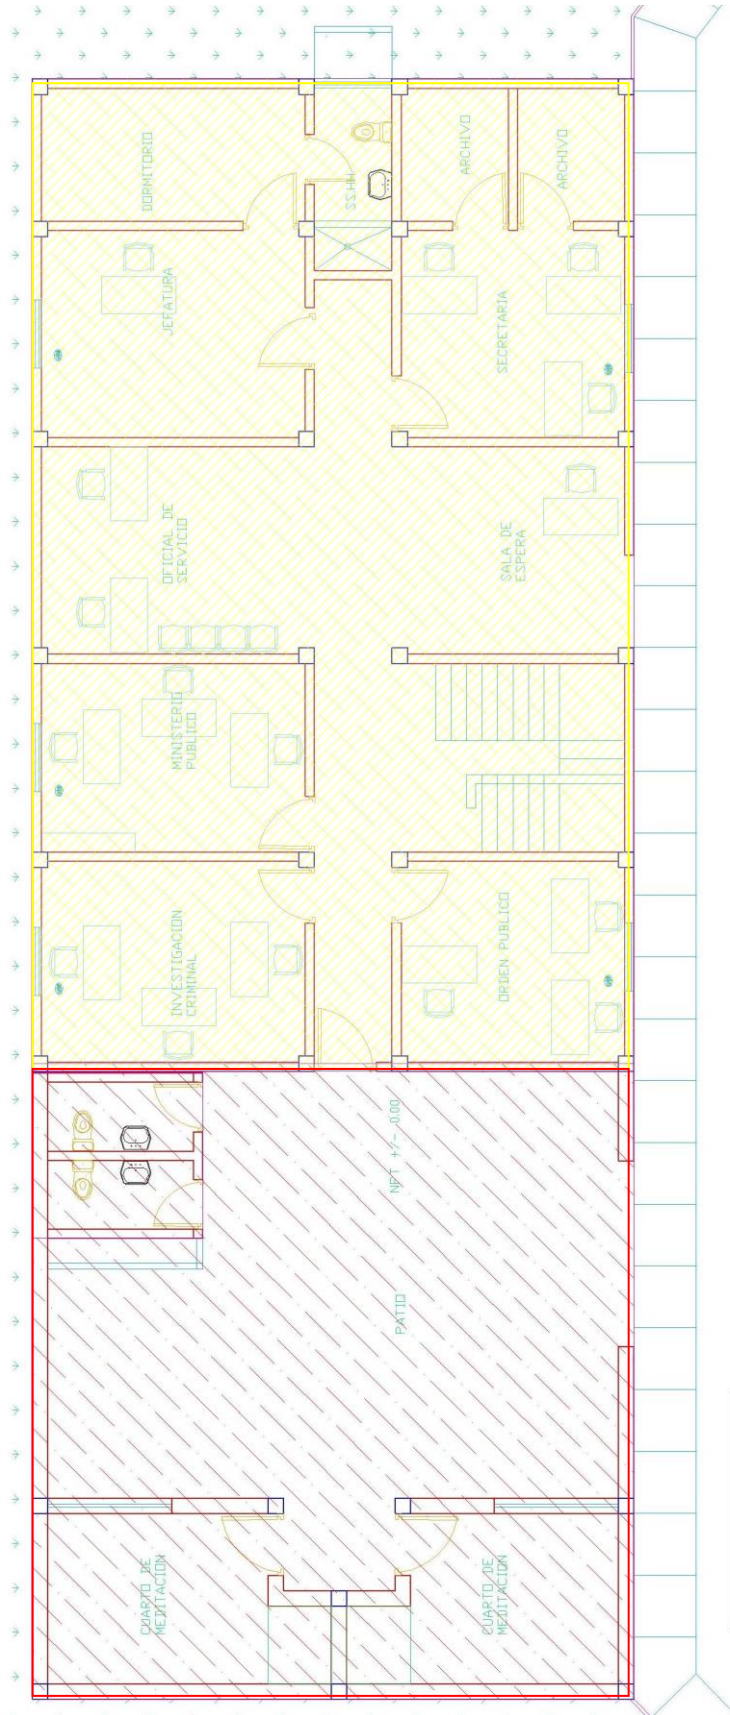 DORMITORIO
SS.HH
ARCHIVO
ARCHIVO
JEFATURA
SECRETARIA
OFICIAL DE
SERVICIO
SALA DE
ESPERA
MINISTERIO
PUBLICO
INVESTIGACION
CRIMINAL
ORDEN PUBLICO
NPT +/- 0.00
PATIO
CUARTO DE
MEDITACION
CUARTO DE
MEDITACION